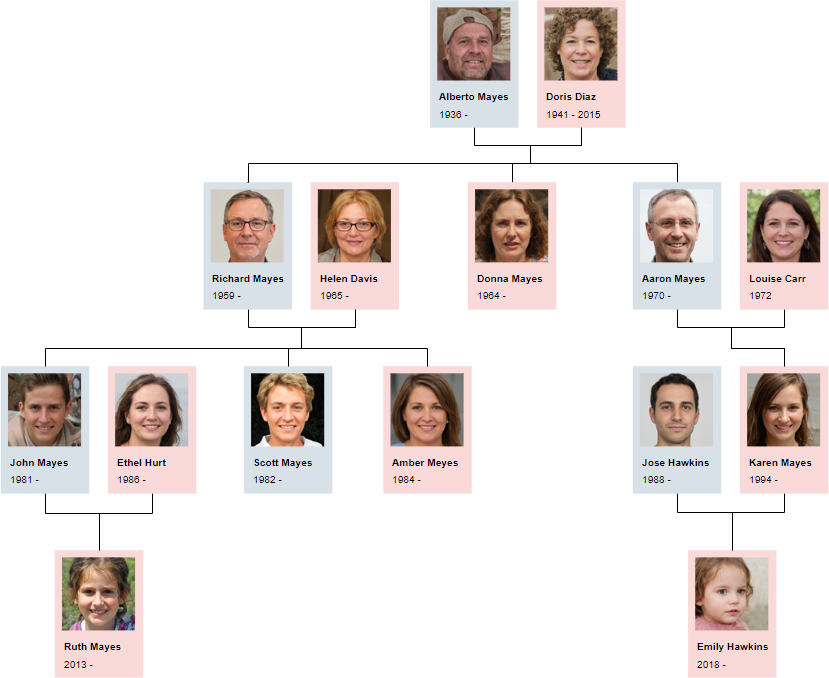 Alberto Mayes
1936 -
Doris Diaz
1941 - 2015
Richard Mayes
1959 -
Helen Davis
1965 -
Donna Mayes
1964 -
Aaron Mayes
1970 -
Louise Carr
1972
John Mayes
1981 -
Ethel Hurt
1986 -
Scott Mayes
1982 -
Amber Meyes
1984 -
Jose Hawkins
1988 -
Karen Mayes
1994 -
Ruth Mayes
2013 -
Emily Hawkins
2018 -